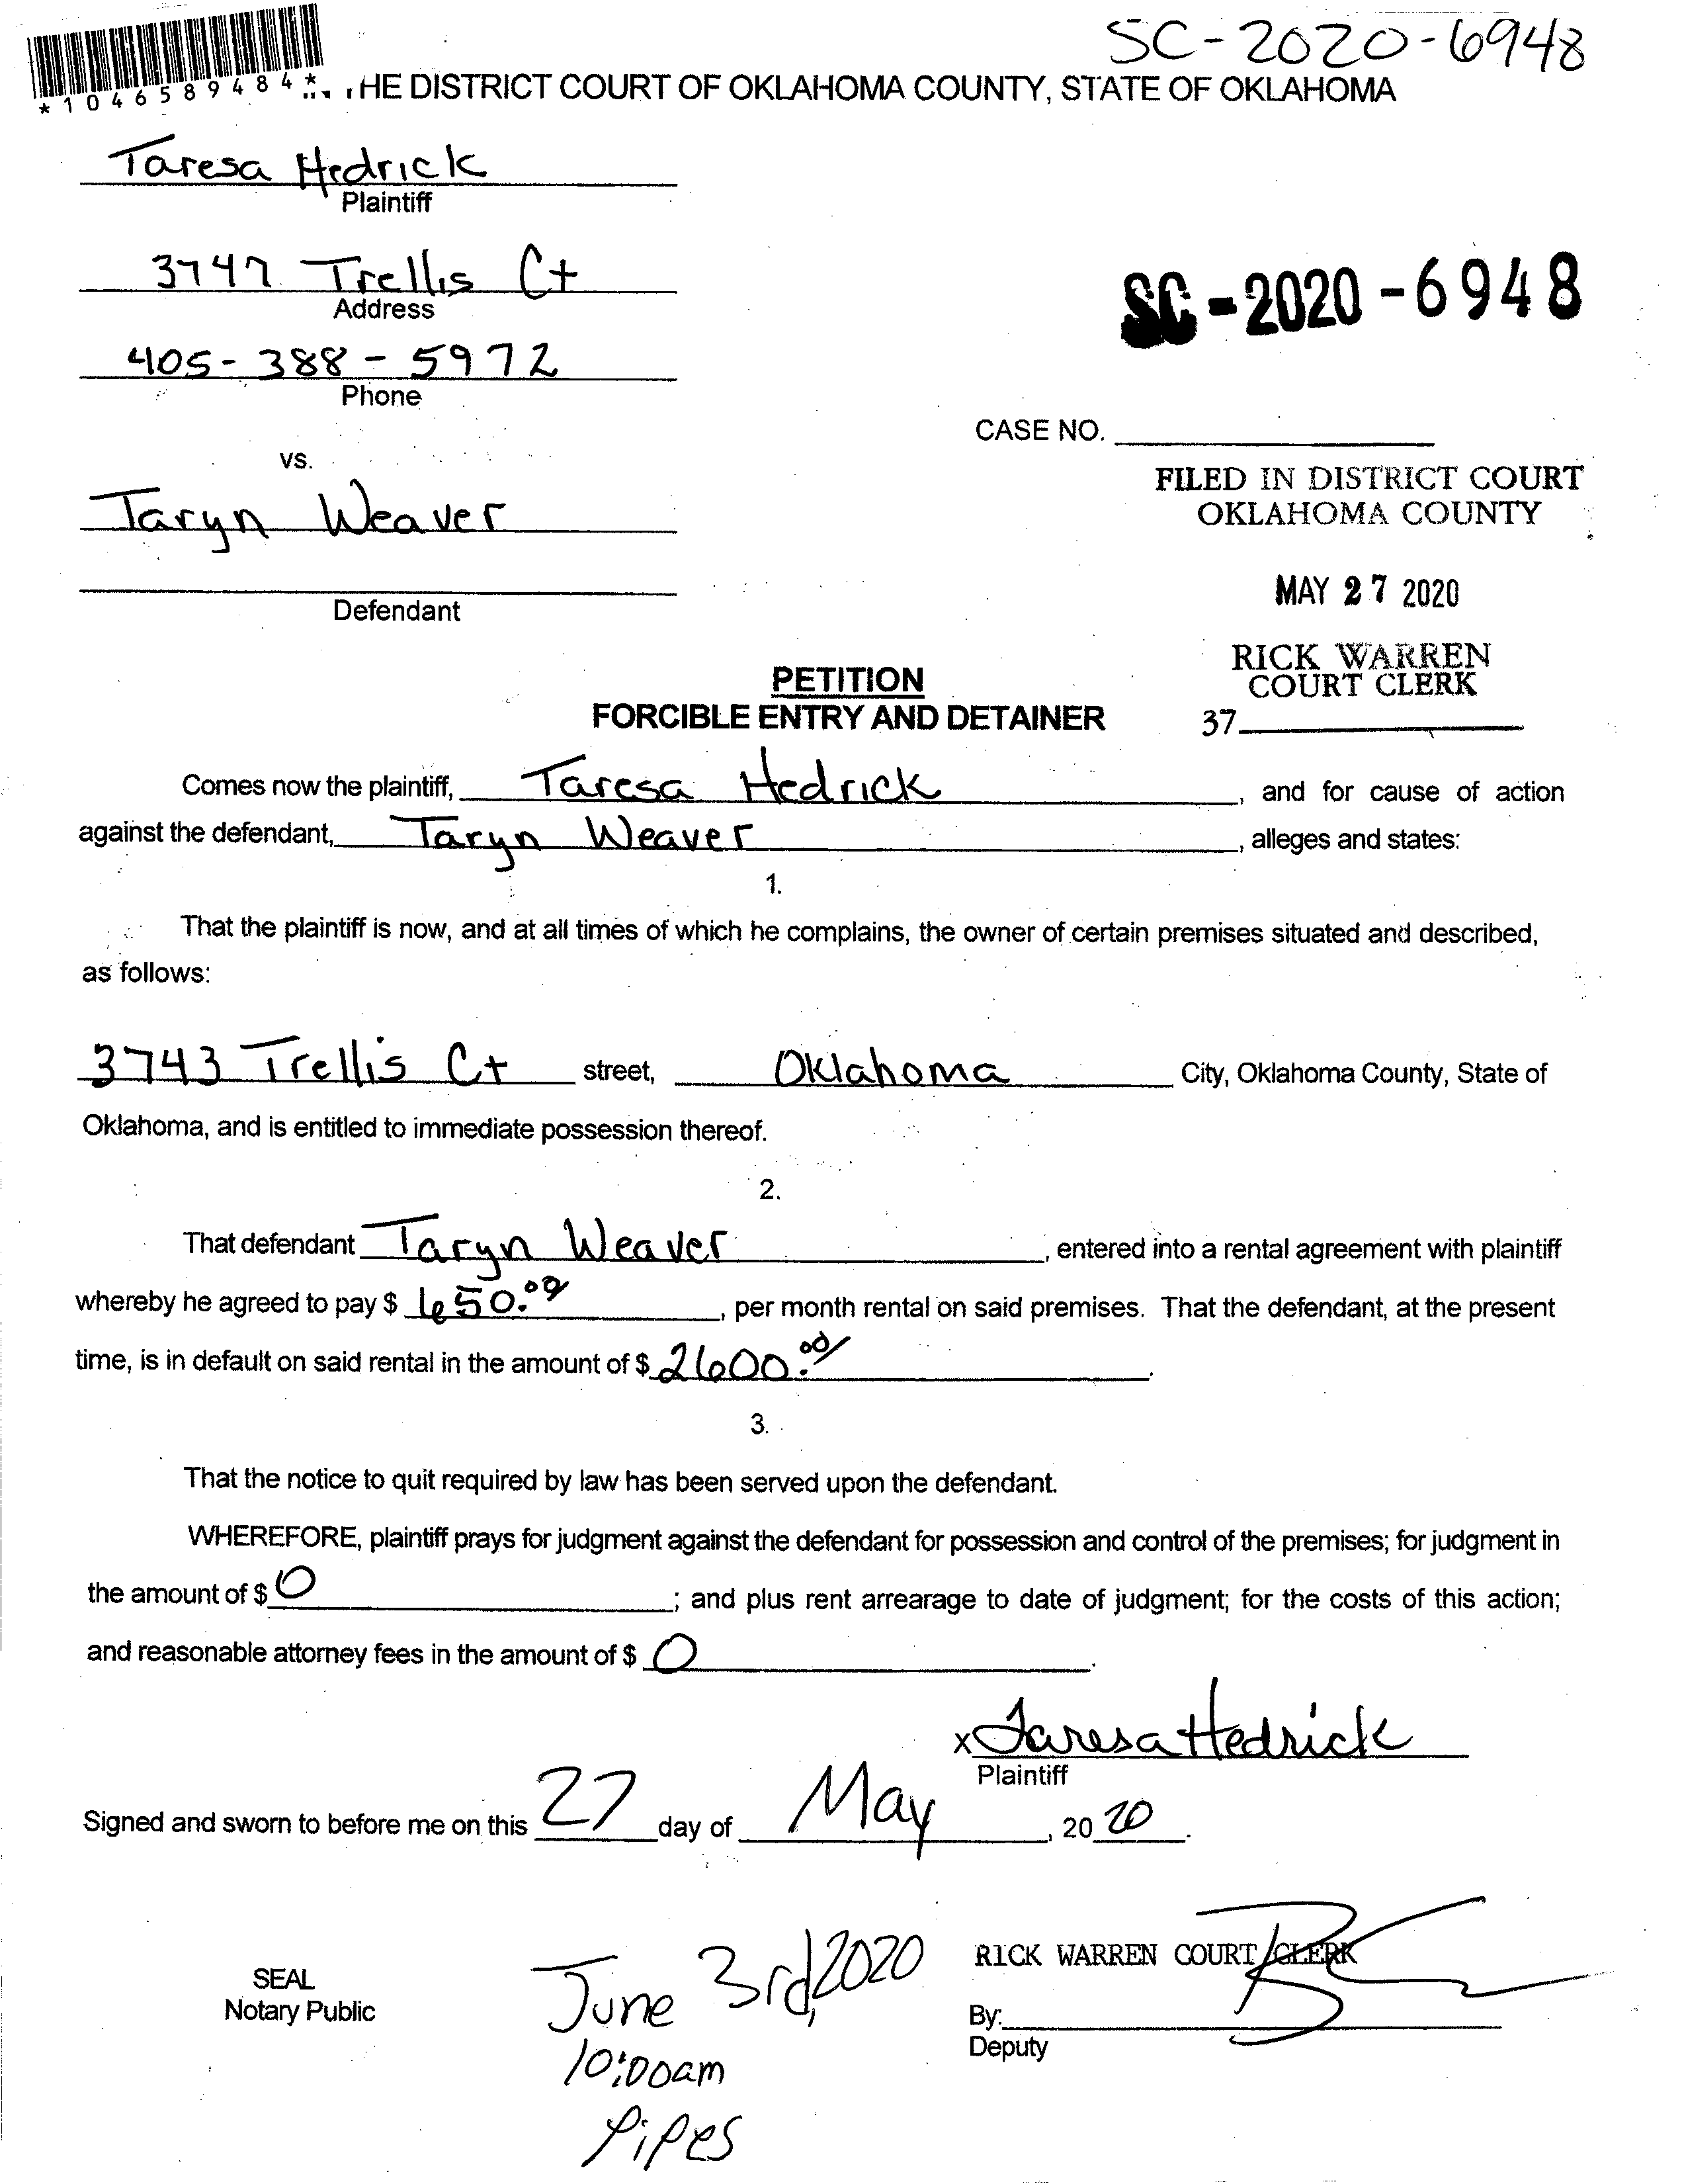 SC-2020-6948
*1046589484*
HE DISTRICT COURT OF OKLAHOMA COUNTY, STATE OF OKLAHOMA
Taresa Hedrick
Plaintiff
3747 Trellis Ct
Address
SC-2020-6948
405-388-5972
Phone
CASE NO.
vs.
FILED IN DISTRICT COURT
OKLAHOMA COUNTY
Taryn Weaver
MAY 27 2020
Defendant
RICK WARREN
COURT CLERK
37
PETITION
FORCIBLE ENTRY AND DETAINER
Comes now the plaintiff, Taresa Hedrick, and for cause of action
against the defendant, Taryn Weaver, alleges and states:
1.
That the plaintiff is now, and at all times of which he complains, the owner of certain premises situated and described,
as follows:
3743 Trellis Ct street, Oklahoma City, Oklahoma County, State of
Oklahoma, and is entitled to immediate possession thereof.
2.
That defendant Taryn Weaver, entered into a rental agreement with plaintiff
whereby he agreed to pay $ 650.00, per month rental on said premises. That the defendant, at the present
time, is in default on said rental in the amount of $ 2600.00.
3.
That the notice to quit required by law has been served upon the defendant.
WHEREFORE, plaintiff prays for judgment against the defendant for possession and control of the premises; for judgment in
the amount of $ 0; and plus rent arrearage to date of judgment; for the costs of this action;
and reasonable attorney fees in the amount of $ 0.
x Taresa Hedrick
Plaintiff
Signed and sworn to before me on this 27 day of May, 2020.
SEAL
Notary Public
June 3rd, 2020
10:00am
Pipes
RICK WARREN COURT CLERK
By:
Deputy